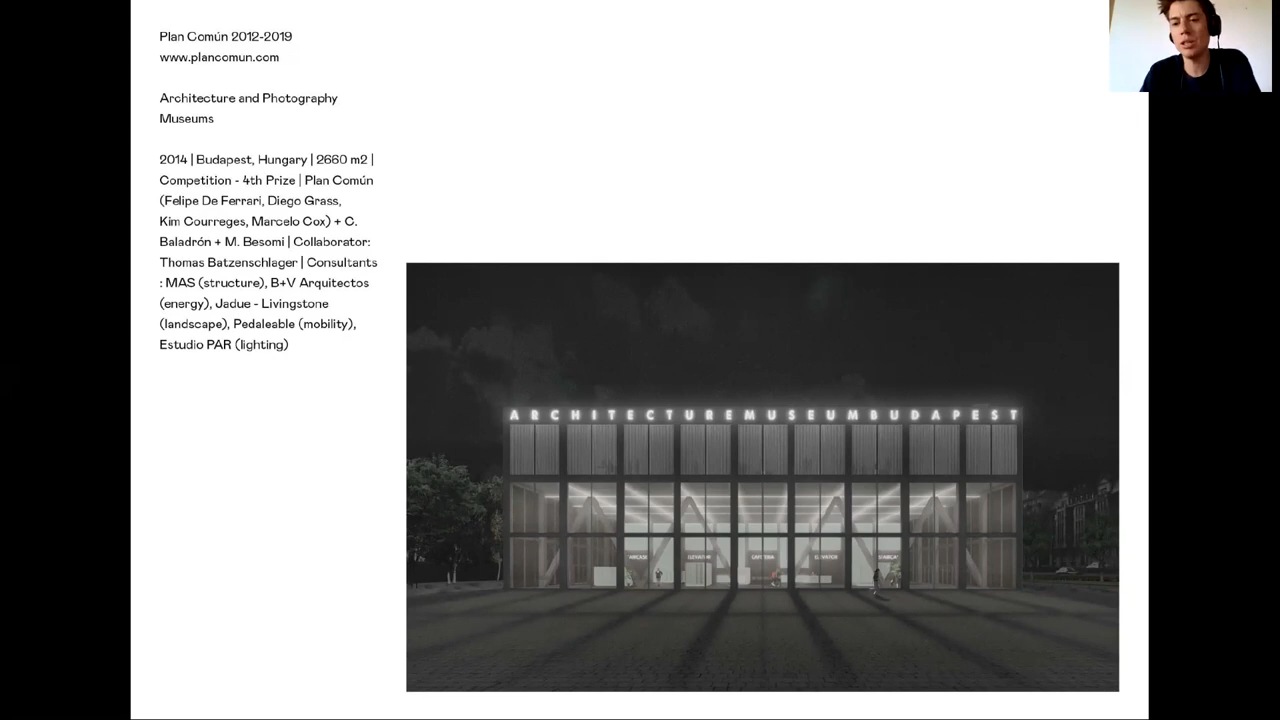 Plan Común 2012-2019
www.plancomun.com
Architecture and Photography
Museums
2014 | Budapest, Hungary | 2660 m2 |
Competition - 4th Prize | Plan Común
(Felipe De Ferrari, Diego Grass,
Kim Courreges, Marcelo Cox) + C.
Baladrón + M. Besomi | Collaborator:
Thomas Batzenschlager | Consultants
: MAS (structure), B+V Arquitectos
(energy), Jadue - Livingstone
(landscape), Pedaleable (mobility),
Estudio PAR (lighting)
ARCHITECTUREMUSEUMBUDAPEST
ELEVATOR
ELEVATOR